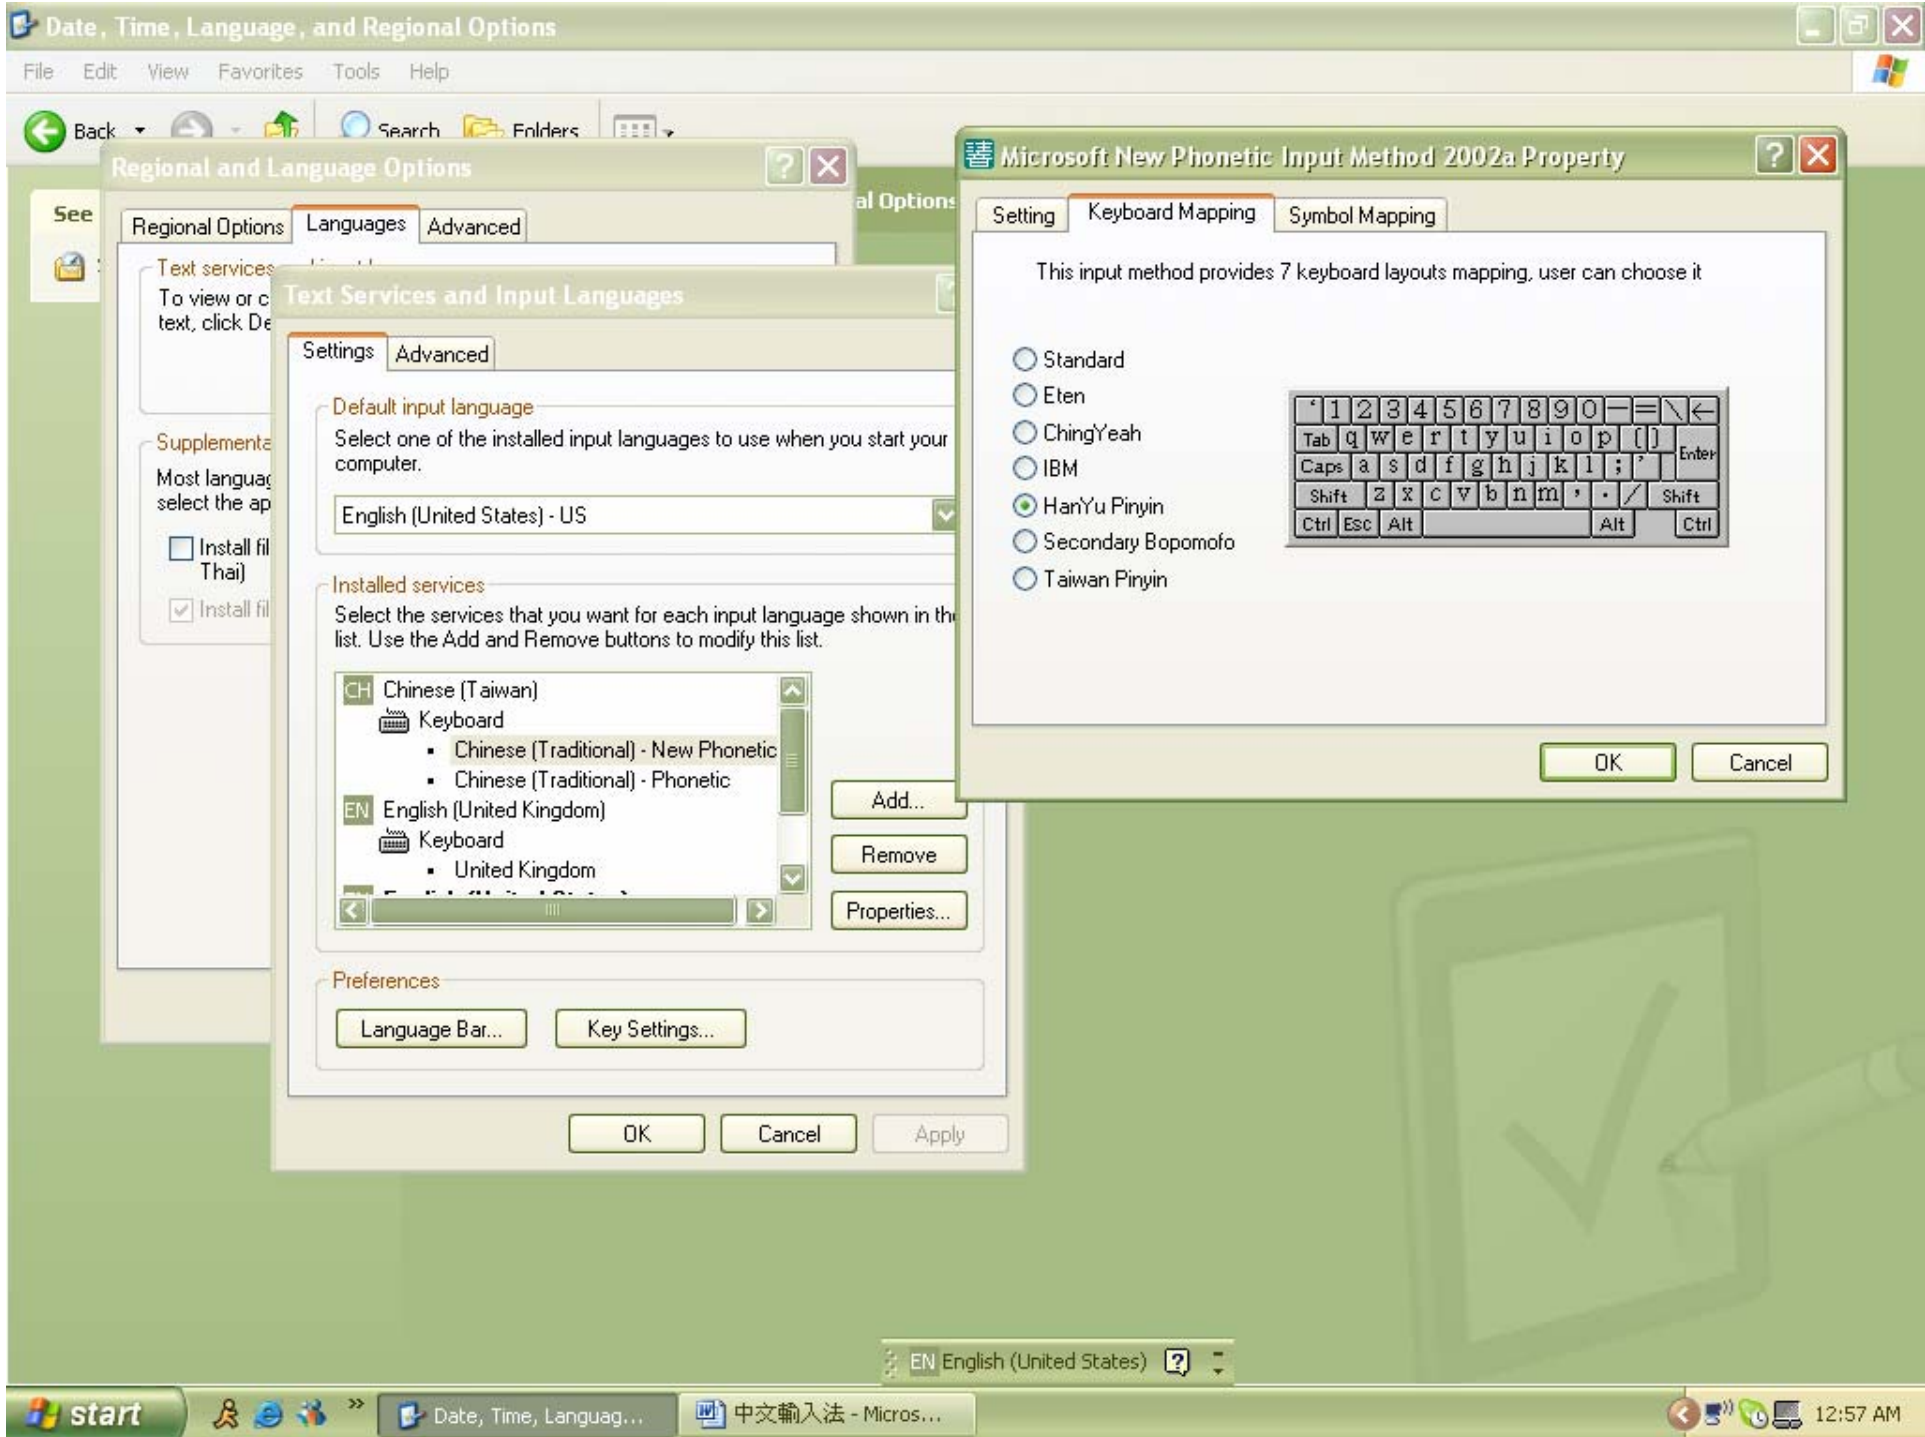 Date, Time, Language, and Regional Options
File Edit View Favorites Tools Help
Back Search Folders
See
al Options
Regional and Language Options
Regional Options Languages Advanced
Text services
To view or c
text, click De
Supplementa
Most languag
select the ap
Install fil
Thai)
Install fil
Text Services and Input Languages
Settings Advanced
Default input language
Select one of the installed input languages to use when you start your
computer.
English (United States) - US
Installed services
Select the services that you want for each input language shown in the
list. Use the Add and Remove buttons to modify this list.
CH Chinese (Taiwan)
Keyboard
Chinese (Traditional) - New Phonetic
Chinese (Traditional) - Phonetic
EN English (United Kingdom)
Keyboard
United Kingdom
Add...
Remove
Properties...
Preferences
Language Bar... Key Settings...
OK Cancel Apply
Microsoft New Phonetic Input Method 2002a Property
Setting Keyboard Mapping Symbol Mapping
This input method provides 7 keyboard layouts mapping, user can choose it
Standard
Eten
ChingYeah
IBM
HanYu Pinyin
Secondary Bopomofo
Taiwan Pinyin
‘ 1 2 3 4 5 6 7 8 9 0 — = \ ←
Tab q w e r t y u i o p [ ]
Enter
Caps a s d f g h j k l ; '
Shift z x c v b n m , . / Shift
Ctrl Esc Alt Alt Ctrl
OK Cancel
EN English (United States)
start » Date, Time, Languag... 中文輸入法 - Micros... 12:57 AM